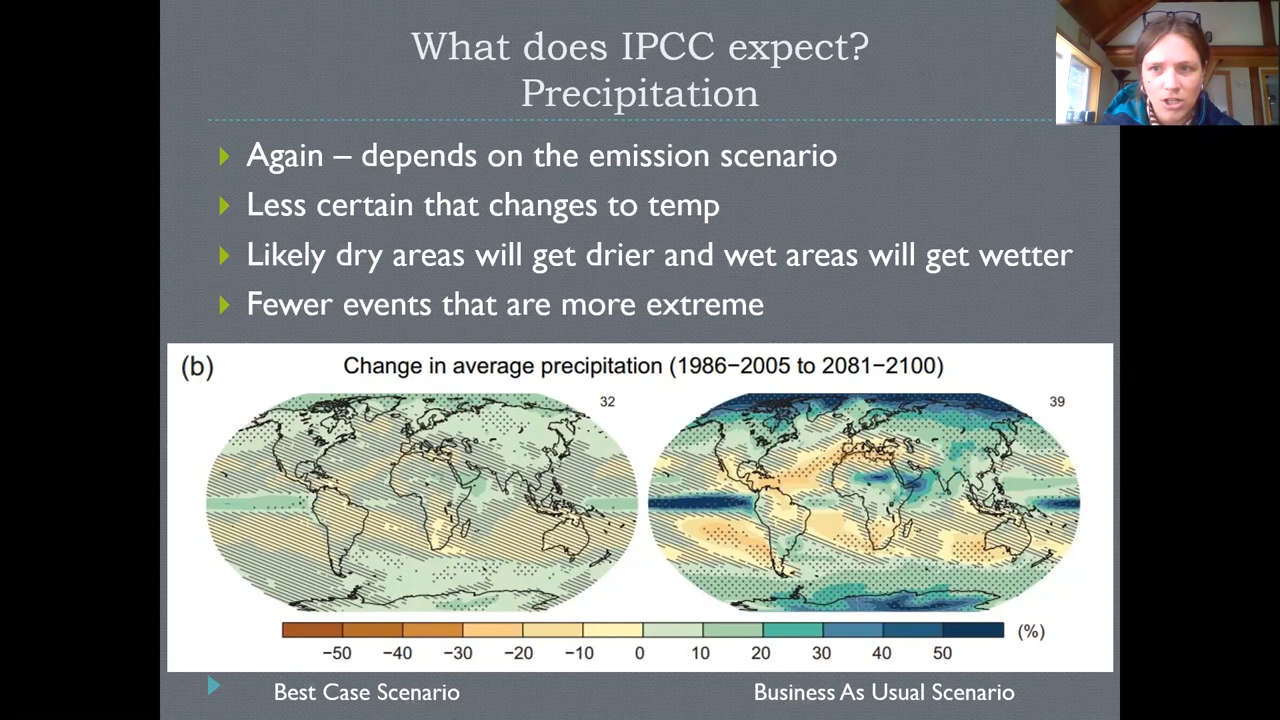 What does IPCC expect?
Precipitation
Again – depends on the emission scenario
Less certain that changes to temp
Likely dry areas will get drier and wet areas will get wetter
Fewer events that are more extreme
(b)
Change in average precipitation (1986−2005 to 2081−2100)
32
39
(%)
−50 −40 −30 −20 −10 0 10 20 30 40 50
Best Case Scenario
Business As Usual Scenario